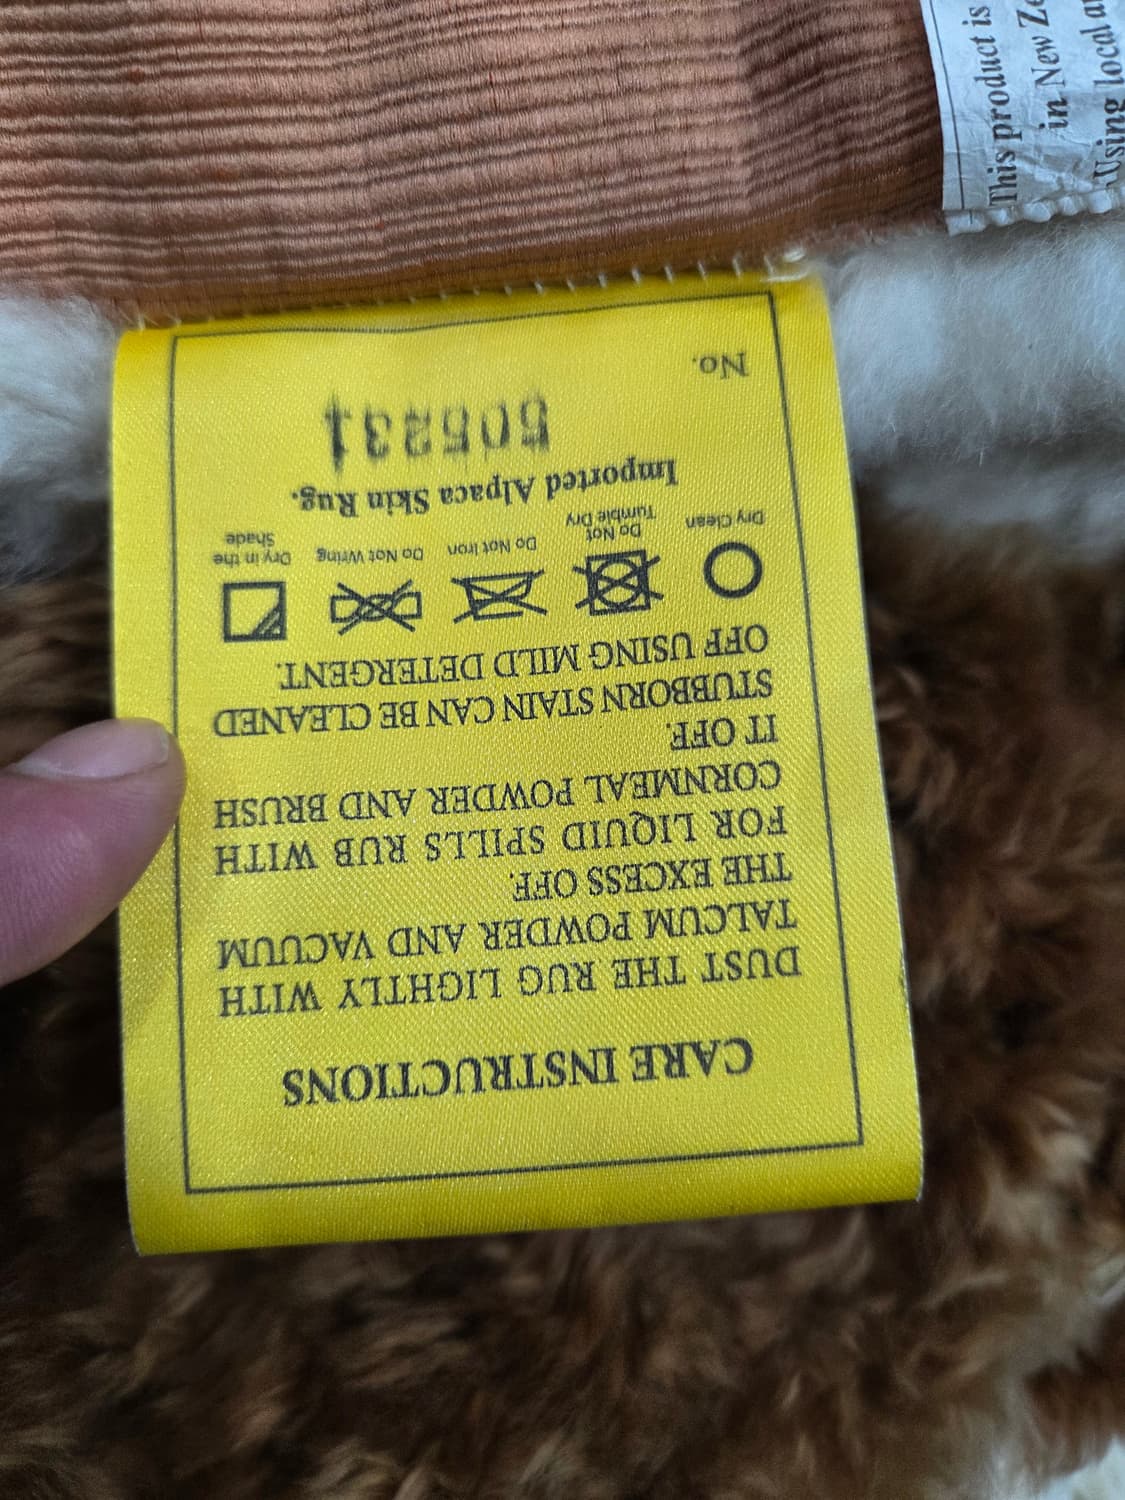 CARE INSTRUCTIONS
DUST THE RUG LIGHTLY WITH
TALCUM POWDER AND VACUUM
THE EXCESS OFF.
FOR LIQUID SPILLS RUB WITH
CORNMEAL POWDER AND BRUSH
IT OFF.
STUBBORN STAIN CAN BE CLEANED
OFF USING MILD DETERGENT.
Dry Clean
Do Not
Tumble Dry
Do Not Iron
Do Not Wring
Dry in the
Shade
Imported Alpaca Skin Rug.
505231
No.
This product is
in New
Using local